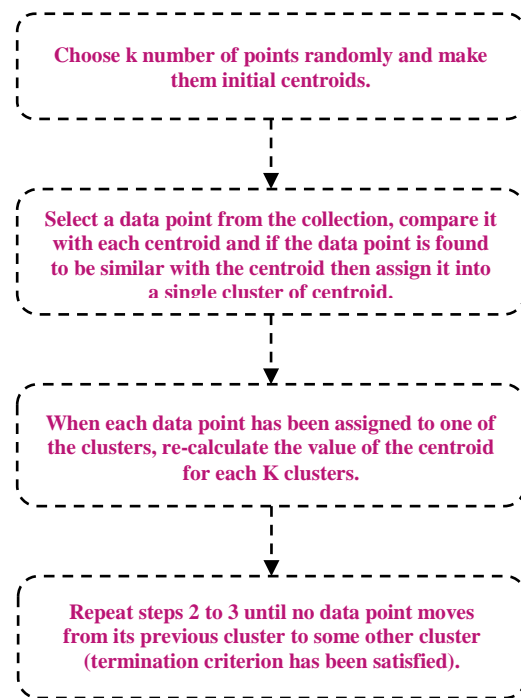 Choose k number of points randomly and make
them initial centroids.
Select a data point from the collection, compare it
with each centroid and if the data point is found
to be similar with the centroid then assign it into
a single cluster of centroid.
When each data point has been assigned to one of
the clusters, re-calculate the value of the centroid
for each K clusters.
Repeat steps 2 to 3 until no data point moves
from its previous cluster to some other cluster
(termination criterion has been satisfied).